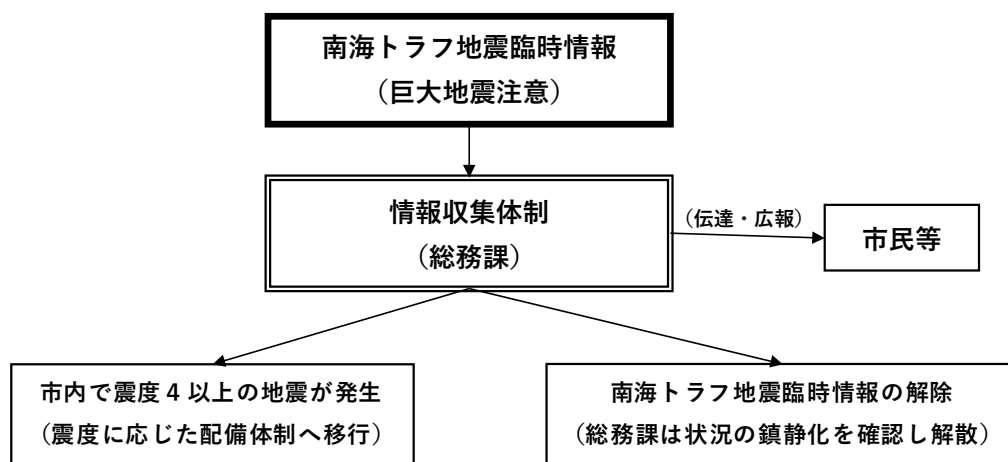 南海トラフ地震臨時情報
（巨大地震注意）
情報収集体制
（総務課）
（伝達・広報）
市民等
市内で震度４以上の地震が発生
（震度に応じた配備体制へ移行）
南海トラフ地震臨時情報の解除
（総務課は状況の鎮静化を確認し解散）